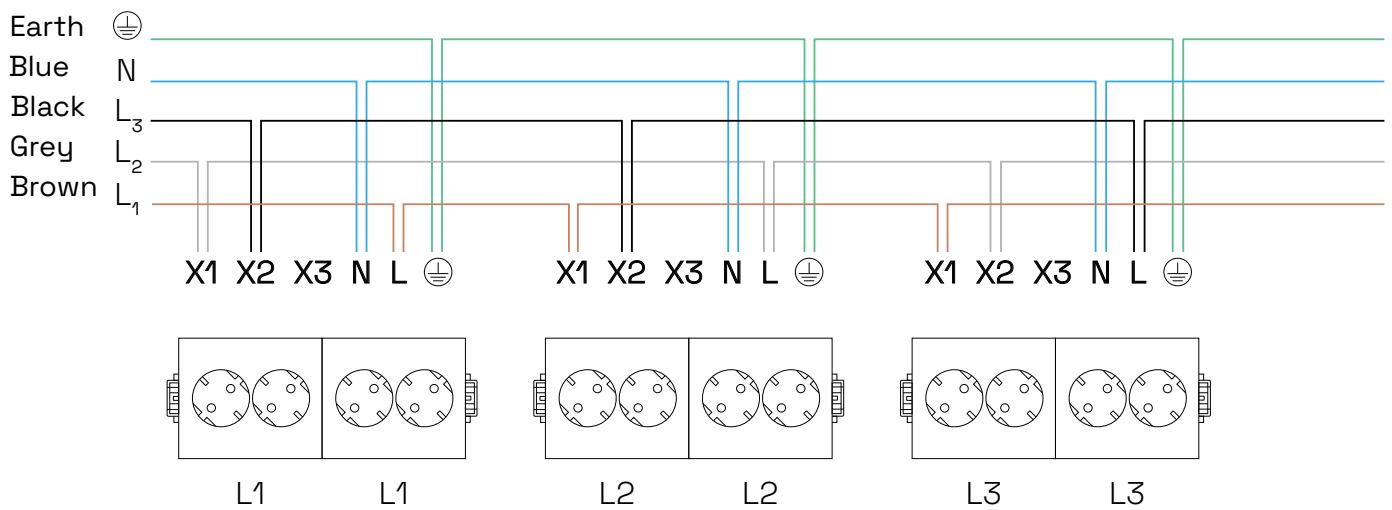 Earth
Blue N
Black L3
Grey L2
Brown L1
X1 X2 X3 N L X1 X2 X3 N L X1 X2 X3 N L
L1 L1 L2 L2 L3 L3